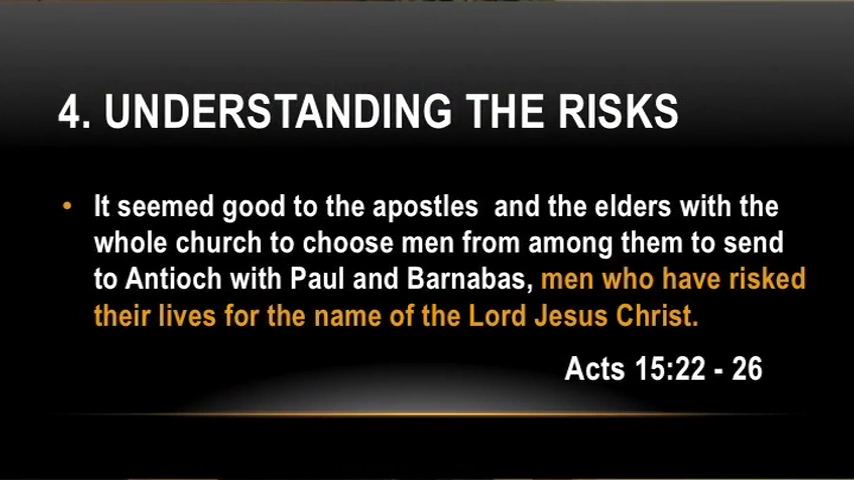 4. UNDERSTANDING THE RISKS
• It seemed good to the apostles and the elders with the
whole church to choose men from among them to send
to Antioch with Paul and Barnabas, men who have risked
their lives for the name of the Lord Jesus Christ.
Acts 15:22 - 26